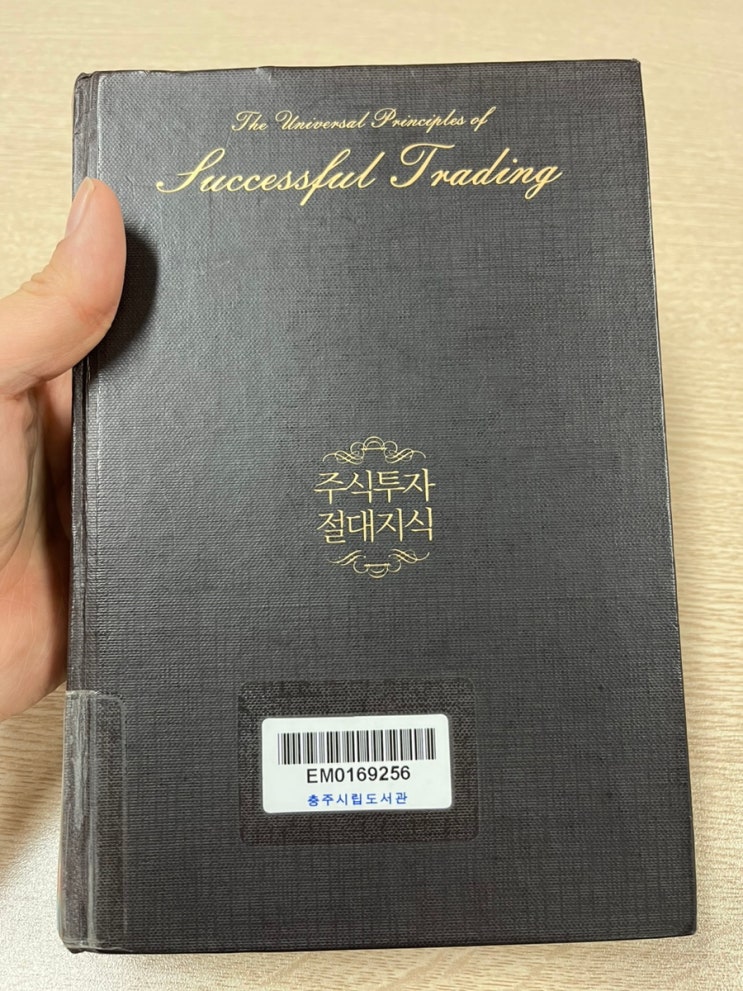 The Universal Principles of
Successful Trading
주식투자
절대지식
EM0169256
충주시립도서관